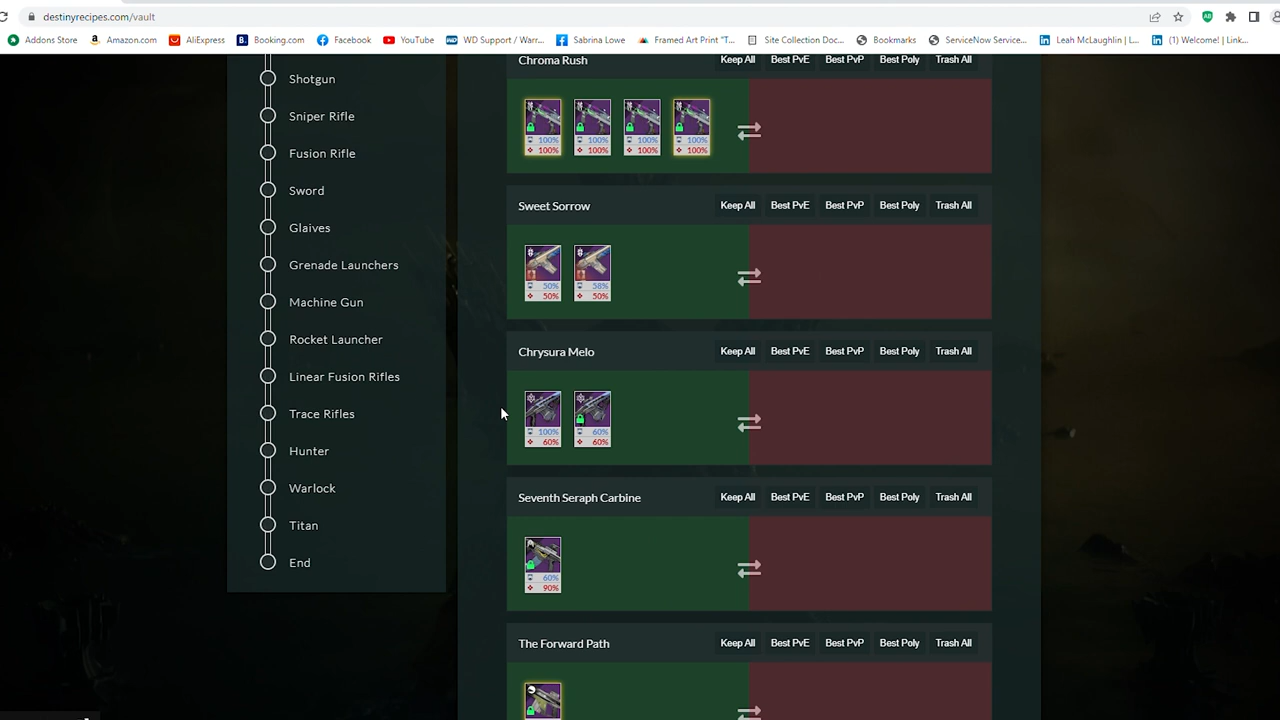 destinyrecipes.com/vault
Addons Store Amazon.com AliExpress Booking.com Facebook YouTube WD Support / Warr... Sabrina Lowe Framed Art Print "T... Site Collection Doc... Bookmarks ServiceNow Service... Leah McLaughlin | L... (1) Welcome! | Link...
Shotgun
Sniper Rifle
Fusion Rifle
Sword
Glaives
Grenade Launchers
Machine Gun
Rocket Launcher
Linear Fusion Rifles
Trace Rifles
Hunter
Warlock
Titan
End
Chroma Rush Keep All Best PvE Best PvP Best Poly Trash All
100% 100% 100% 100%
100% 100% 100% 100%
Sweet Sorrow Keep All Best PvE Best PvP Best Poly Trash All
50% 58%
50% 50%
Chrysura Melo Keep All Best PvE Best PvP Best Poly Trash All
100% 60%
60% 60%
Seventh Seraph Carbine Keep All Best PvE Best PvP Best Poly Trash All
60%
90%
The Forward Path Keep All Best PvE Best PvP Best Poly Trash All